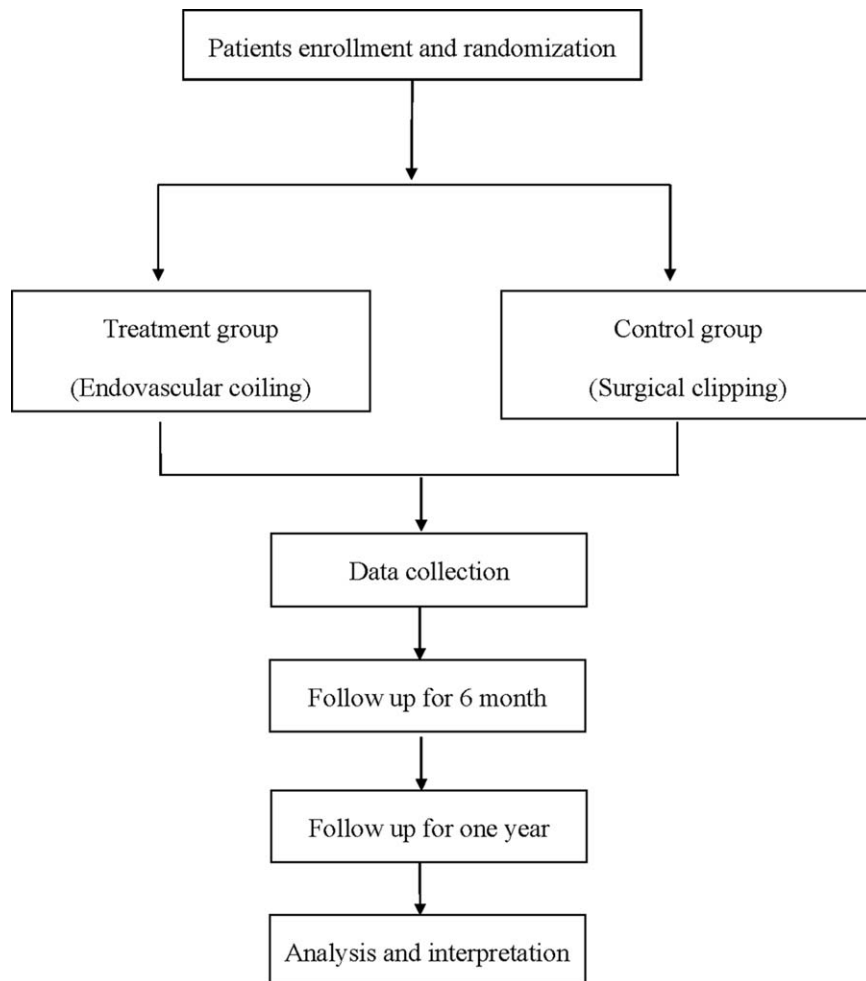 Patients enrollment and randomization
Treatment group
(Endovascular coiling)
Control group
(Surgical clipping)
Data collection
Follow up for 6 month
Follow up for one year
Analysis and interpretation